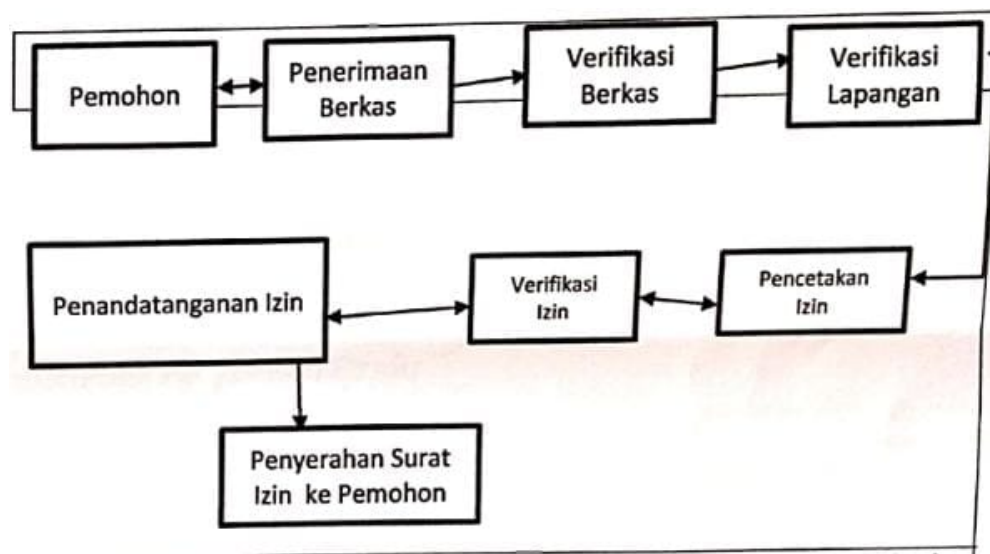 Pemohon
Penerimaan
Berkas
Verifikasi
Berkas
Verifikasi
Lapangan
Penandatanganan Izin
Verifikasi
Izin
Pencetakan
Izin
Penyerahan Surat
Izin ke Pemohon